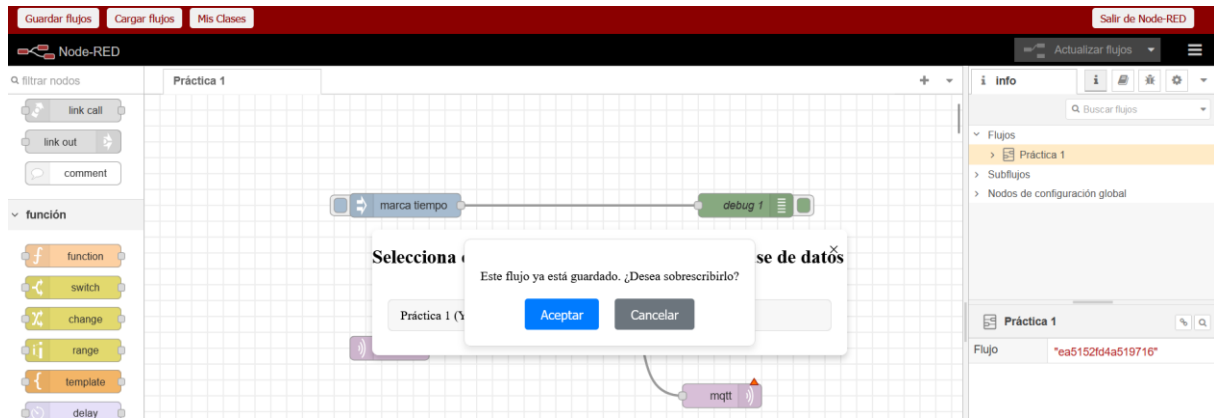 Guardar flujos Cargar flujos Mis Clases Salir de Node-RED
Node-RED Actualizar flujos
filtrar nodos
link call
link out
comment
función
function
switch
change
range
template
delay
Práctica 1
marca tiempo
debug 1
Selecciona
se de datos
Este flujo ya está guardado. ¿Desea sobrescribirlo?
Práctica 1 (Y
Aceptar Cancelar
mqtt
i info i
Buscar flujos
Flujos
Práctica 1
Subflujos
Nodos de configuración global
Práctica 1
Flujo "ea5152fd4a519716"